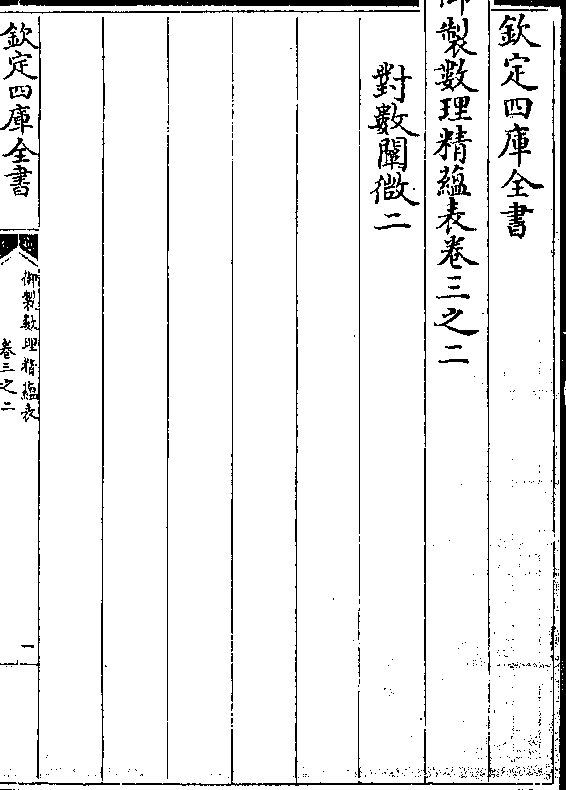 欽定四庫全書
御製數理精蘊表卷三之二
對數闡微二
欽定四庫全書
御製數理精蘊表
卷三之二
一